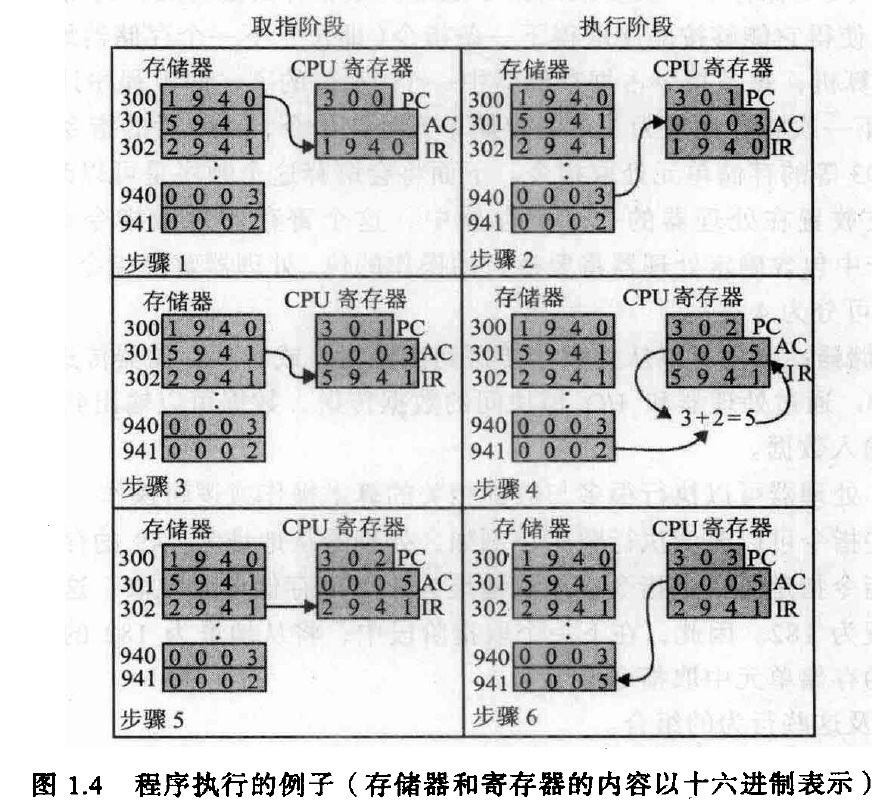 取指阶段
执行阶段
存储器 CPU 寄存器
300 1 9 4 0 3 0 0 PC
301 5 9 4 1 AC
302 2 9 4 1 1 9 4 0 IR
940 0 0 0 3
941 0 0 0 2
步骤 1
存储器 CPU 寄存器
300 1 9 4 0 3 0 1 PC
301 5 9 4 1 0 0 0 3 AC
302 2 9 4 1 1 9 4 0 IR
940 0 0 0 3
941 0 0 0 2
步骤 2
存储器 CPU 寄存器
300 1 9 4 0 3 0 1 PC
301 5 9 4 1 0 0 0 3 AC
302 2 9 4 1 5 9 4 1 IR
940 0 0 0 3
941 0 0 0 2
步骤 3
存储器 CPU 寄存器
300 1 9 4 0 3 0 2 PC
301 5 9 4 1 0 0 0 5 AC
302 2 9 4 1 5 9 4 1 IR
3+2=5
940 0 0 0 3
941 0 0 0 2
步骤 4
存储器 CPU 寄存器
300 1 9 4 0 3 0 2 PC
301 5 9 4 1 0 0 0 5 AC
302 2 9 4 1 2 9 4 1 IR
940 0 0 0 3
941 0 0 0 2
步骤 5
存储器 CPU 寄存器
300 1 9 4 0 3 0 3 PC
301 5 9 4 1 0 0 0 5 AC
302 2 9 4 1 2 9 4 1 IR
940 0 0 0 3
941 0 0 0 5
步骤 6
图 1.4 程序执行的例子（存储器和寄存器的内容以十六进制表示）